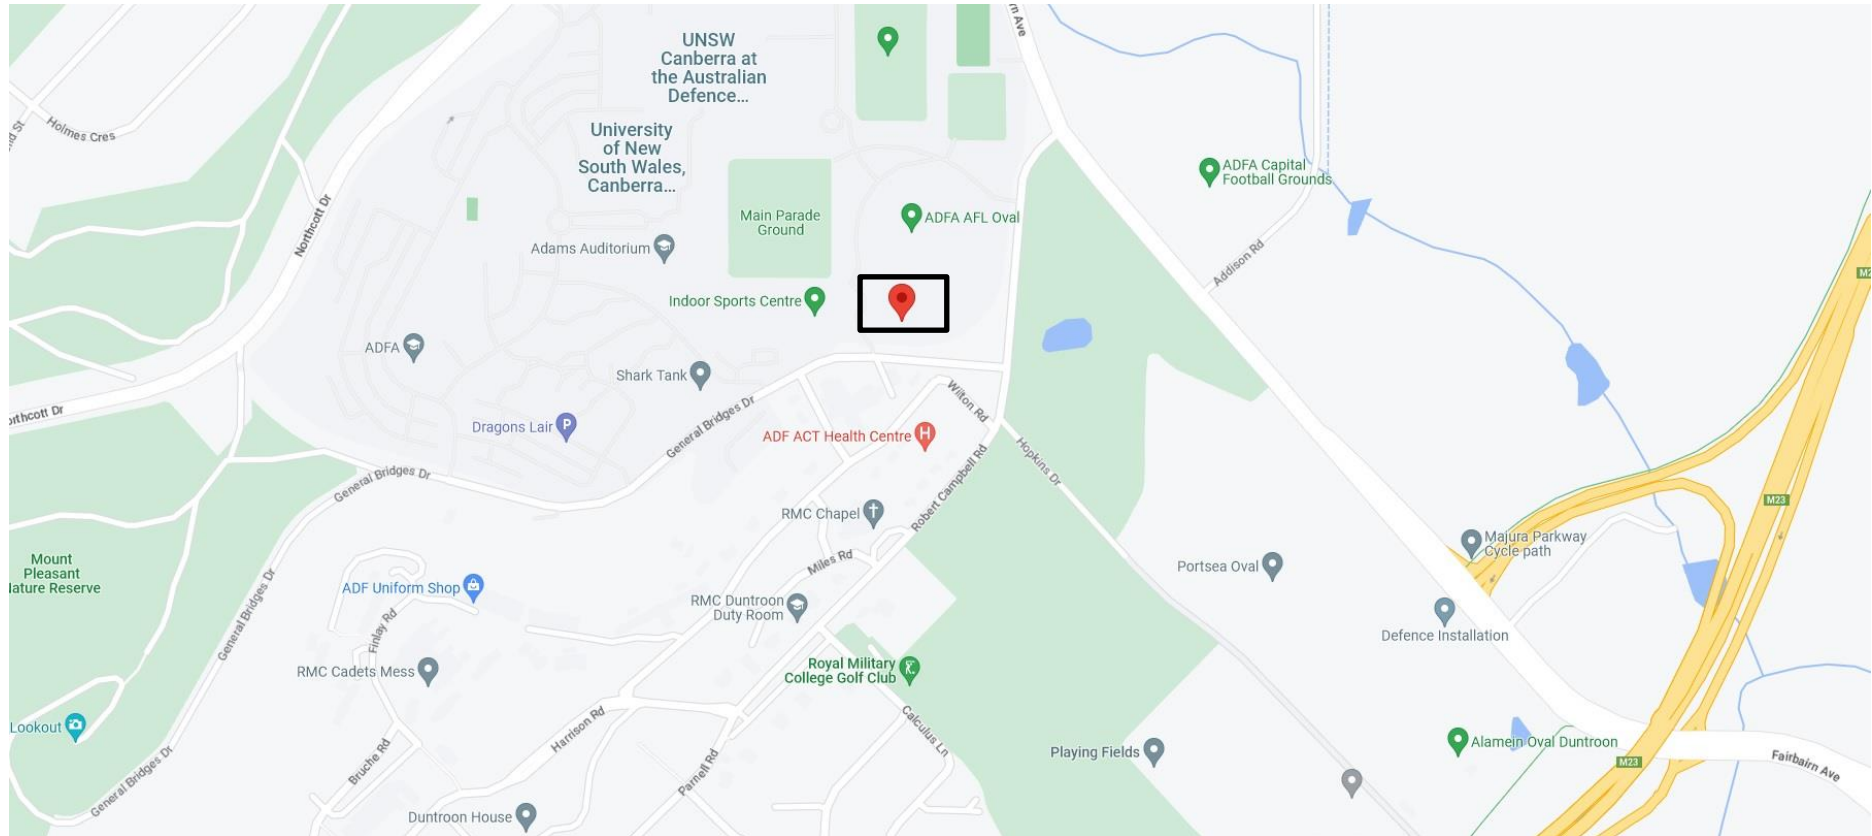 UNSW
Canberra at
the Australian
Defence...
University
of New
South Wales,
Canberra...
Holmes Cres
Northcott Dr
Main Parade
Ground
ADFA AFL Oval
Adams Auditorium
Indoor Sports Centre
ADFA Capital
Football Grounds
Addison Rd
ADFA
Shark Tank
Dragons Lair
General Bridges Dr
Wilton Rd
ADF ACT Health Centre
H
P
Hopkins Dr
Robert Campbell Rd
General Bridges Dr
RMC Chapel
Miles Rd
M23
Majura Parkway
Cycle path
Portsea Oval
Defence Installation
Mount
Pleasant
ADF Uniform Shop
RMC Duntroon
Duty Room
General Bridges Dr
Finlay Rd
RMC Cadets Mess
Royal Military
College Golf Club
Lookout
Harrison Rd
Calculus Ln
Bruche Rd
Parnell Rd
General Bridges Dr
Playing Fields
Alamein Oval Duntroon
M23
Fairbairn Ave
Duntroon House